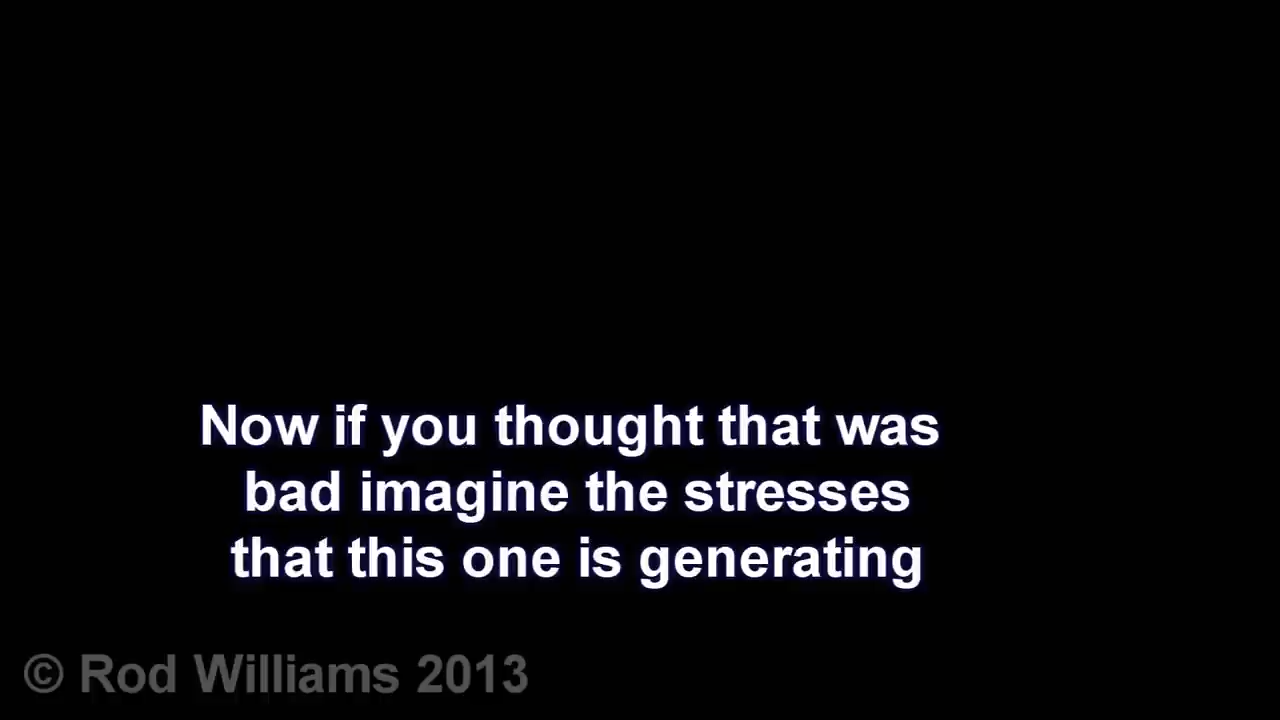 Now if you thought that was
bad imagine the stresses
that this one is generating
© Rod Williams 2013